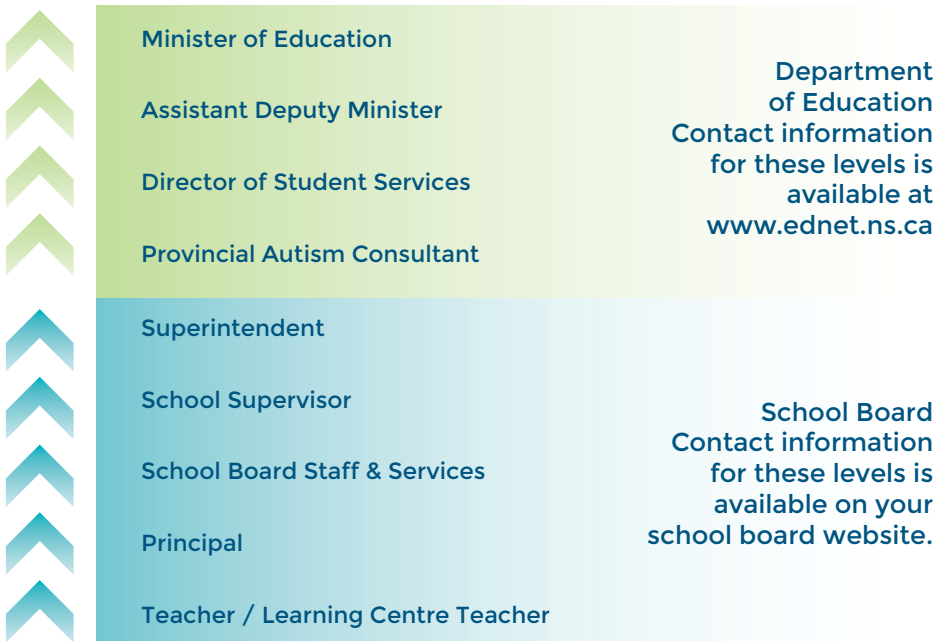 Minister of Education
Assistant Deputy Minister
Director of Student Services
Provincial Autism Consultant
Department
of Education
Contact information
for these levels is
available at
www.ednet.ns.ca
Superintendent
School Supervisor
School Board Staff & Services
Principal
Teacher / Learning Centre Teacher
School Board
Contact information
for these levels is
available on your
school board website.